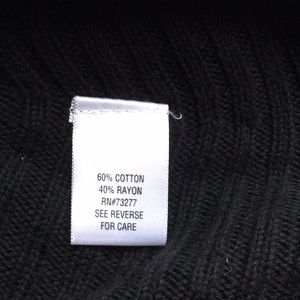 60% COTTON
40% RAYON
RN#73277
SEE REVERSE
FOR CARE